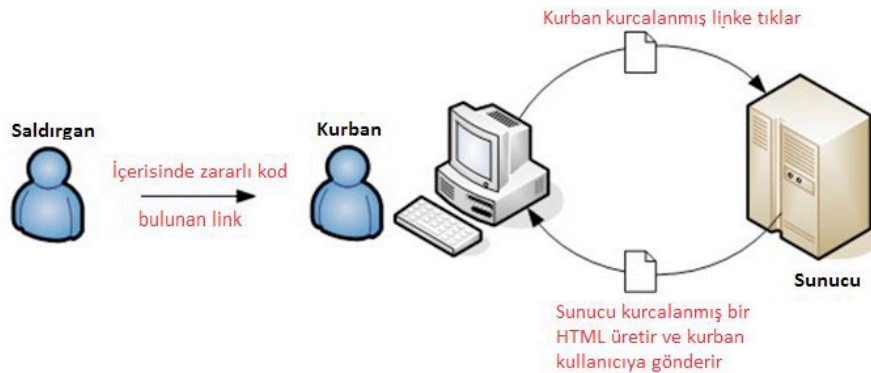 Kurban kurcalanmış linke tıklar
Saldırgan
Kurban
İçerisinde zararlı kod
bulunan link
Sunucu
Sunucu kurcalanmış bir
HTML üretir ve kurban
kullanıcıya gönderir